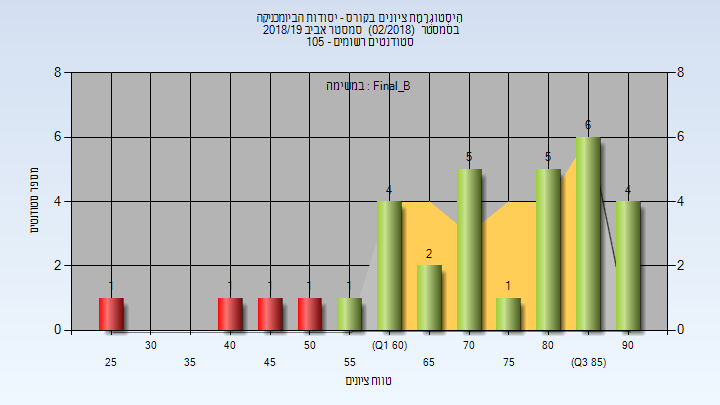 היסטוגרמת ציונים בקורס - יסודות הביומכניקה
בסמסטר (02/2018) סמסטר אביב 2018/19
סטודנטים רשומים - 105
במשימה : Final_B
8 8
6 6
4 4
2 2
0 0
מספר סטודנטים
1 1 1 1 1 4 2 5 1 5 6 4
30 40 50 (Q1 60) 70 80 90
25 35 45 55 65 75 (Q3 85)
טווח ציונים